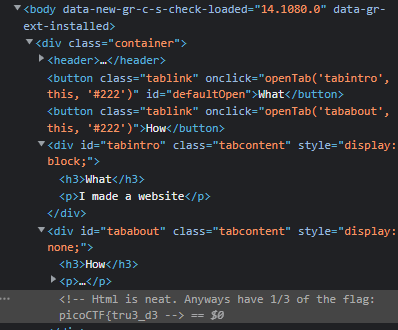 <body data-new-gr-c-s-check-loaded="14.1080.0" data-gr-
ext-installed>
<div class="container">
<header>…</header>
<button class="tablink" onclick="openTab('tabintro',
this, '#222')" id="defaultOpen">What</button>
<button class="tablink" onclick="openTab('tababout',
this, '#222')">How</button>
<div id="tabintro" class="tabcontent" style="display:
block;">
<h3>What</h3>
<p>I made a website</p>
</div>
<div id="tababout" class="tabcontent" style="display:
none;">
<h3>How</h3>
<p>…</p>
… <!-- Html is neat. Anyways have 1/3 of the flag:
picoCTF{tru3_d3 --> == $0
</div>